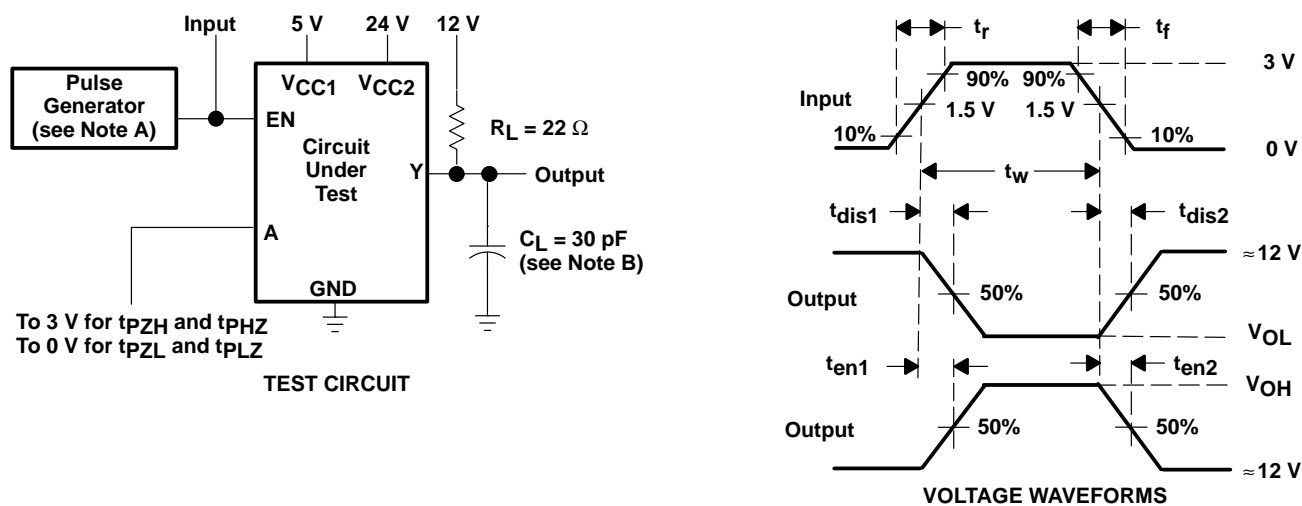 Input
5 V
24 V
12 V
Pulse
Generator
(see Note A)
VCC1
VCC2
EN
Circuit
Under
Test
A
Y
GND
RL = 22 Ω
Output
CL = 30 pF
(see Note B)
To 3 V for tPZH and tPHZ
To 0 V for tPZL and tPLZ
TEST CIRCUIT
tr
tf
3 V
90%
90%
Input
1.5 V
1.5 V
10%
10%
0 V
tw
tdis1
tdis2
≈12 V
Output
50%
50%
VOL
ten1
ten2
VOH
Output
50%
50%
≈12 V
VOLTAGE WAVEFORMS